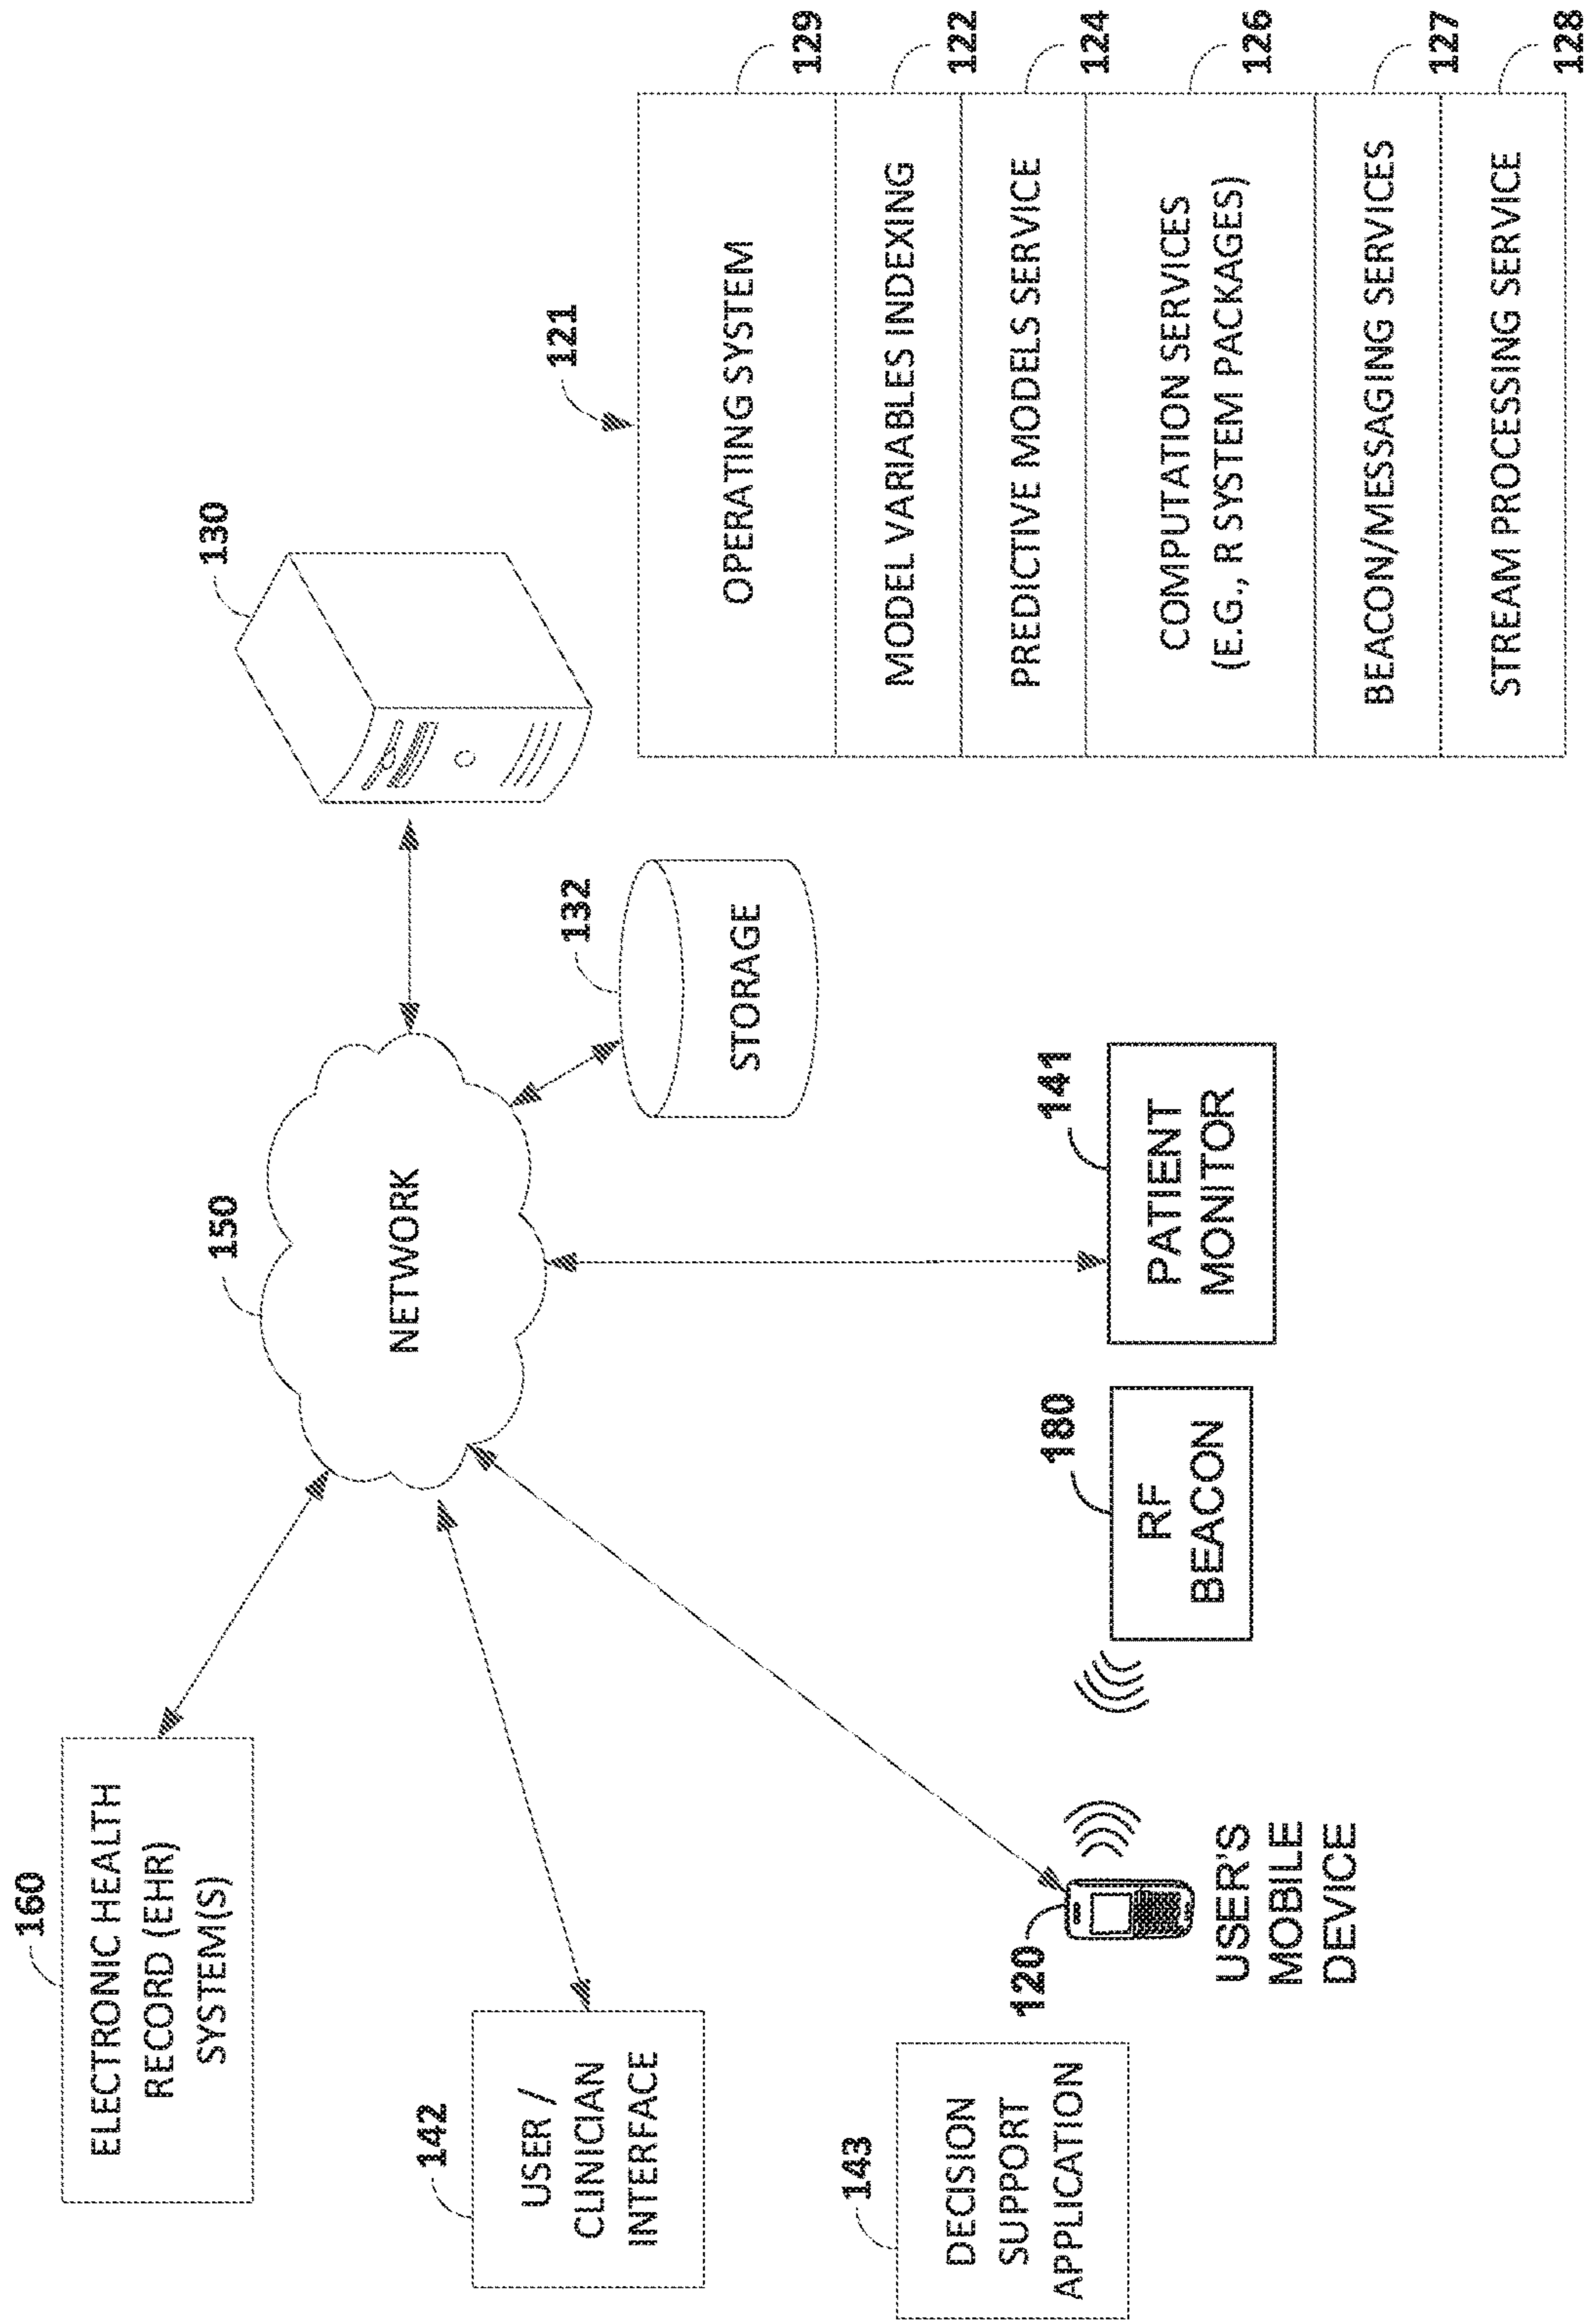 160
ELECTRONIC HEALTH
RECORD (EHR)
SYSTEM(S)
150
NETWORK
130
142
USER /
CLINICIAN
INTERFACE
132
STORAGE
121
OPERATING SYSTEM
129
MODEL VARIABLES INDEXING
122
PREDICTIVE MODELS SERVICE
124
COMPUTATION SERVICES
(E.G., R SYSTEM PACKAGES)
126
BEACON/MESSAGING SERVICES
127
STREAM PROCESSING SERVICE
128
143
DECISION
SUPPORT
APPLICATION
120
USER'S
MOBILE
DEVICE
180
RF
BEACON
141
PATIENT
MONITOR